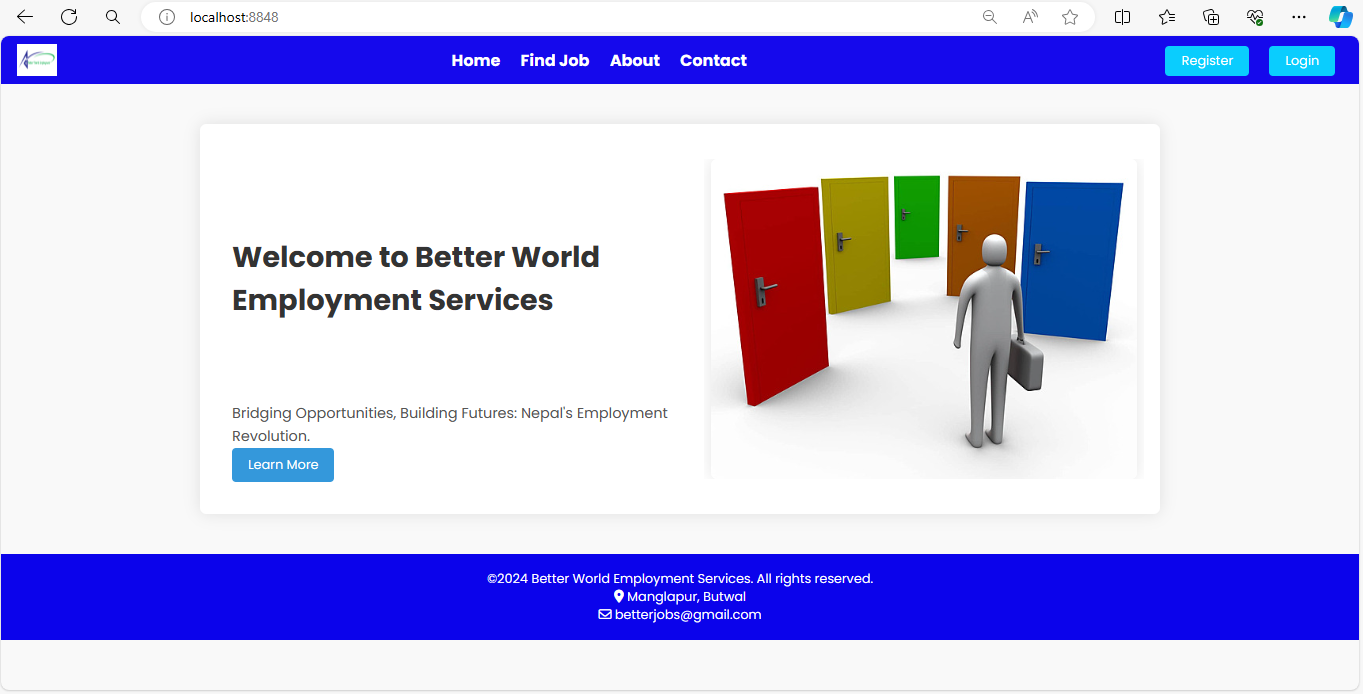 localhost:8848
Home Find Job About Contact
Register Login
Welcome to Better World
Employment Services
Bridging Opportunities, Building Futures: Nepal's Employment
Revolution.
Learn More
©2024 Better World Employment Services. All rights reserved.
Manglapur, Butwal
betterjobs@gmail.com